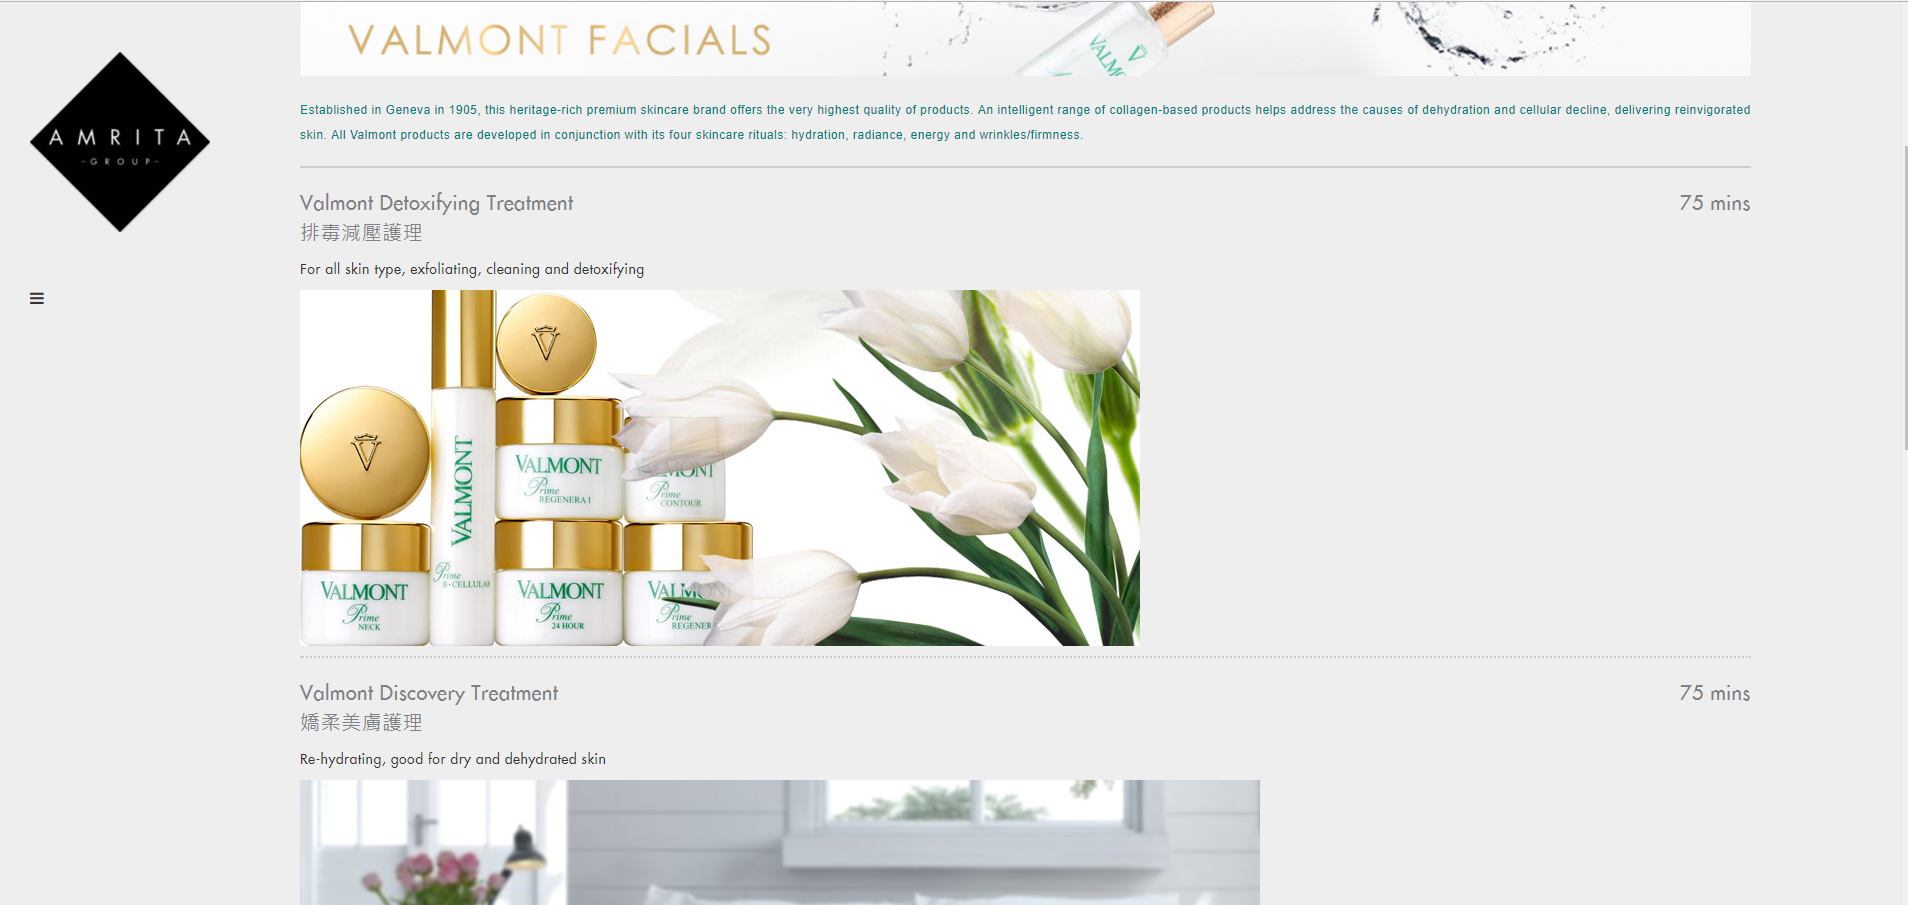 VALMONT FACIALS
VALM
AMRITA
-GROUP-
Established in Geneva in 1905, this heritage-rich premium skincare brand offers the very highest quality of products. An intelligent range of collagen-based products helps address the causes of dehydration and cellular decline, delivering reinvigorated
skin. All Valmont products are developed in conjunction with its four skincare rituals: hydration, radiance, energy and wrinkles/firmness.
Valmont Detoxifying Treatment
75 mins
排毒減壓護理
For all skin type, exfoliating, cleaning and detoxifying
V
V
VALMONT
Prime
REGENERA I
MONT
Prime
CONTOUR
VALMONT
Prime
B-CELLULAR
VALMONT
Prime
NECK
VALMONT
Prime
24 HOUR
VALMONT
Prime
REGENER
Valmont Discovery Treatment
75 mins
嬌柔美膚護理
Re-hydrating, good for dry and dehydrated skin